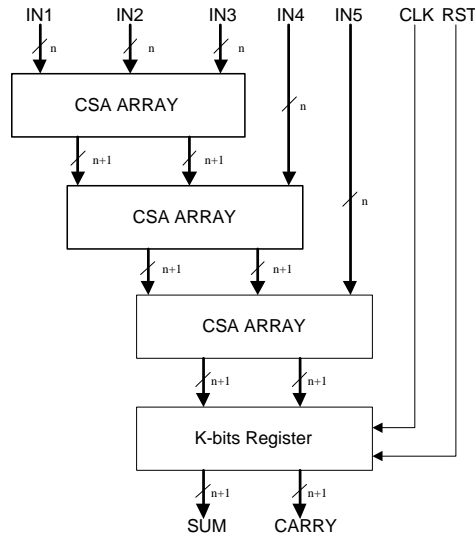 IN1 IN2 IN3 IN4 IN5 CLK RST
n n n
CSA ARRAY
n
n+1 n+1
CSA ARRAY
n
n+1 n+1
CSA ARRAY
n+1 n+1
K-bits Register
n+1 n+1
SUM CARRY